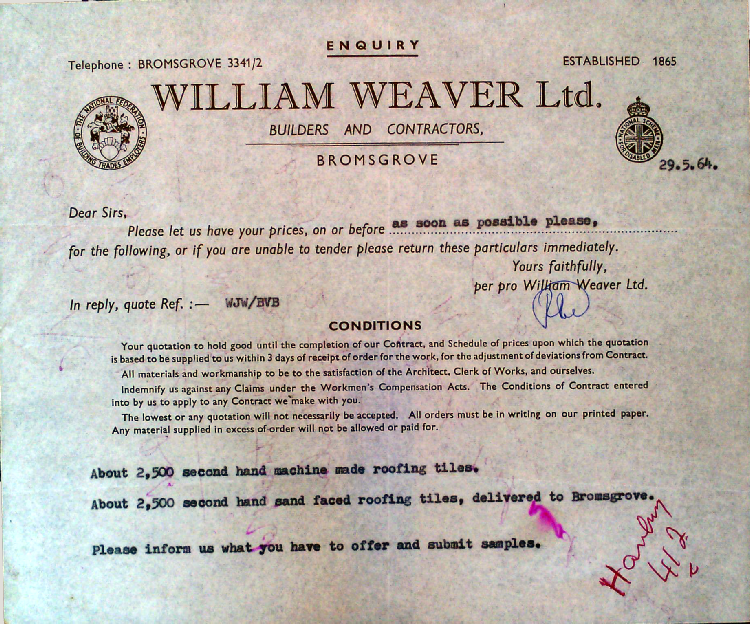 ENQUIRY
Telephone : BROMSGROVE 3341/2
ESTABLISHED 1865
WILLIAM WEAVER Ltd.
THE NATIONAL FEDERATION OF BUILDING TRADES EMPLOYERS
BUILDERS AND CONTRACTORS,
BROMSGROVE
29.5.64.
Dear Sirs,
Please let us have your prices, on or before as soon as possible please,
for the following, or if you are unable to tender please return these particulars immediately.
Yours faithfully,
per pro William Weaver Ltd.
In reply, quote Ref. :— WJW/BVB
CONDITIONS
Your quotation to hold good until the completion of our Contract, and Schedule of prices upon which the quotation
is based to be supplied to us within 3 days of receipt of order for the work, for the adjustment of deviations from Contract.
All materials and workmanship to be to the satisfaction of the Architect, Clerk of Works, and ourselves.
Indemnify us against any Claims under the Workmen's Compensation Acts. The Conditions of Contract entered
into by us to apply to any Contract we make with you.
The lowest or any quotation will not necessarily be accepted. All orders must be in writing on our printed paper.
Any material supplied in excess of order will not be allowed or paid for.
About 2,500 second hand machine made roofing tiles.
About 2,500 second hand sand faced roofing tiles, delivered to Bromsgrove.
Please inform us what you have to offer and submit samples.
Hanbury
412